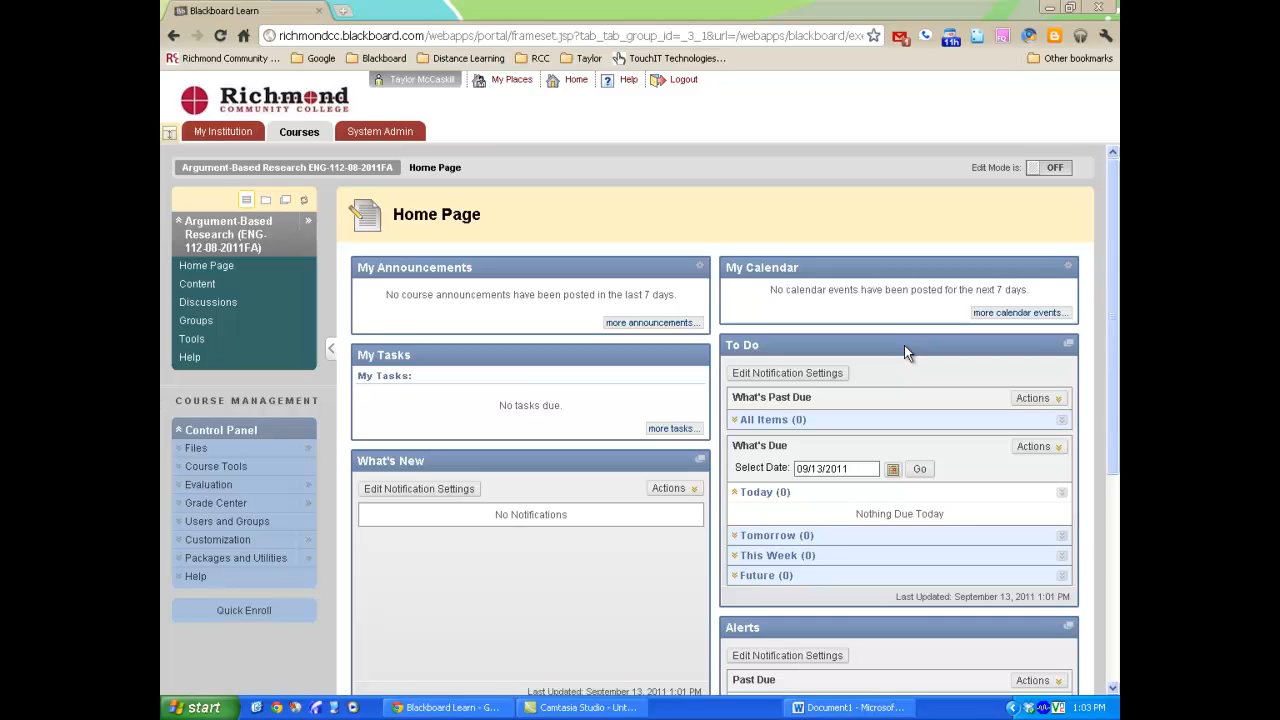 Blackboard Learn
richmondcc.blackboard.com/webapps/portal/frameset.jsp?tab_tab_group_id=_3_1&url=/webapps/blackboard/exe
11h
Richmond Community ...
Google
Blackboard
Distance Learning
RCC
Taylor
TouchIT Technologies...
Other bookmarks
Taylor McCaskill
My Places
Home
Help
Logout
Richmond
COMMUNITY COLLEGE
My Institution
Courses
System Admin
Argument-Based Research ENG-112-08-2011FA
Home Page
Edit Mode is:
OFF
Argument-Based
Research (ENG-
112-08-2011FA)
Home Page
Content
Discussions
Groups
Tools
Help
COURSE MANAGEMENT
Control Panel
Files
Course Tools
Evaluation
Grade Center
Users and Groups
Customization
Packages and Utilities
Help
Quick Enroll
Home Page
My Announcements
No course announcements have been posted in the last 7 days.
more announcements...
My Tasks
My Tasks:
No tasks due.
more tasks...
What's New
Edit Notification Settings
Actions
No Notifications
Last Updated: September 13, 2011 1:01 PM
My Calendar
No calendar events have been posted for the next 7 days.
more calendar events...
To Do
Edit Notification Settings
What's Past Due
Actions
All Items (0)
What's Due
Actions
Select Date:
09/13/2011
Go
Today (0)
Nothing Due Today
Tomorrow (0)
This Week (0)
Future (0)
Last Updated: September 13, 2011 1:01 PM
Alerts
Edit Notification Settings
Past Due
Actions
start
Blackboard Learn - G...
Camtasia Studio - Unt...
Document1 - Microsof...
1:03 PM